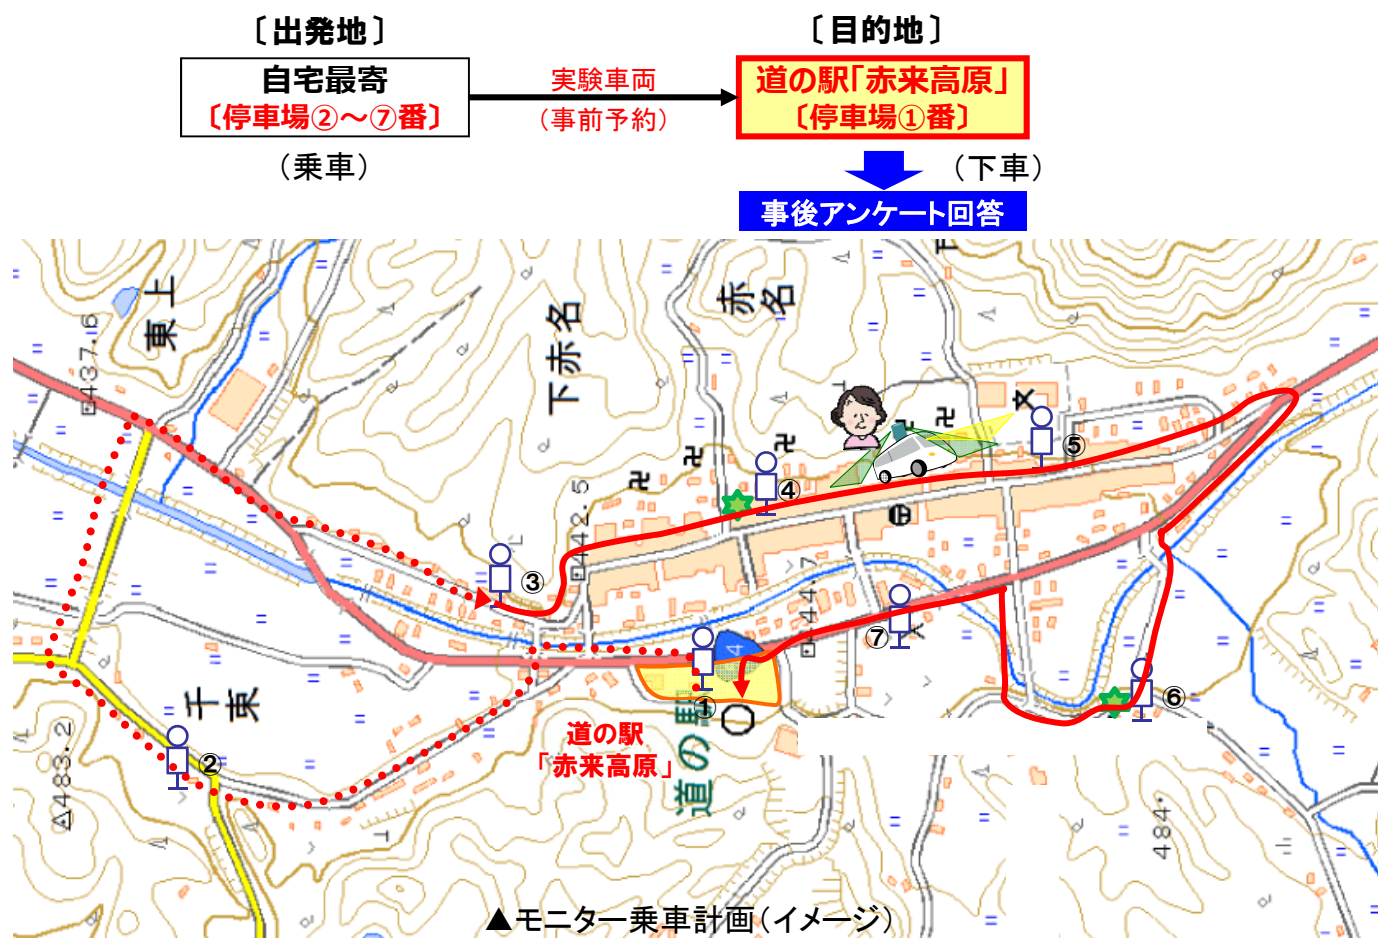 〔出発地〕
自宅最寄
〔停車場②～⑦番〕
（乗車）
実験車両
（事前予約）
〔目的地〕
道の駅「赤来高原」
〔停車場①番〕
（下車）
事後アンケート回答
東上
437.6
下赤名
赤名
442.5
444.7
文
⑤
④
③
⑦
⑥
4
①
②
千束
483.2
484.
道の駅
道の駅
「赤来高原」
▲モニター乗車計画（イメージ）